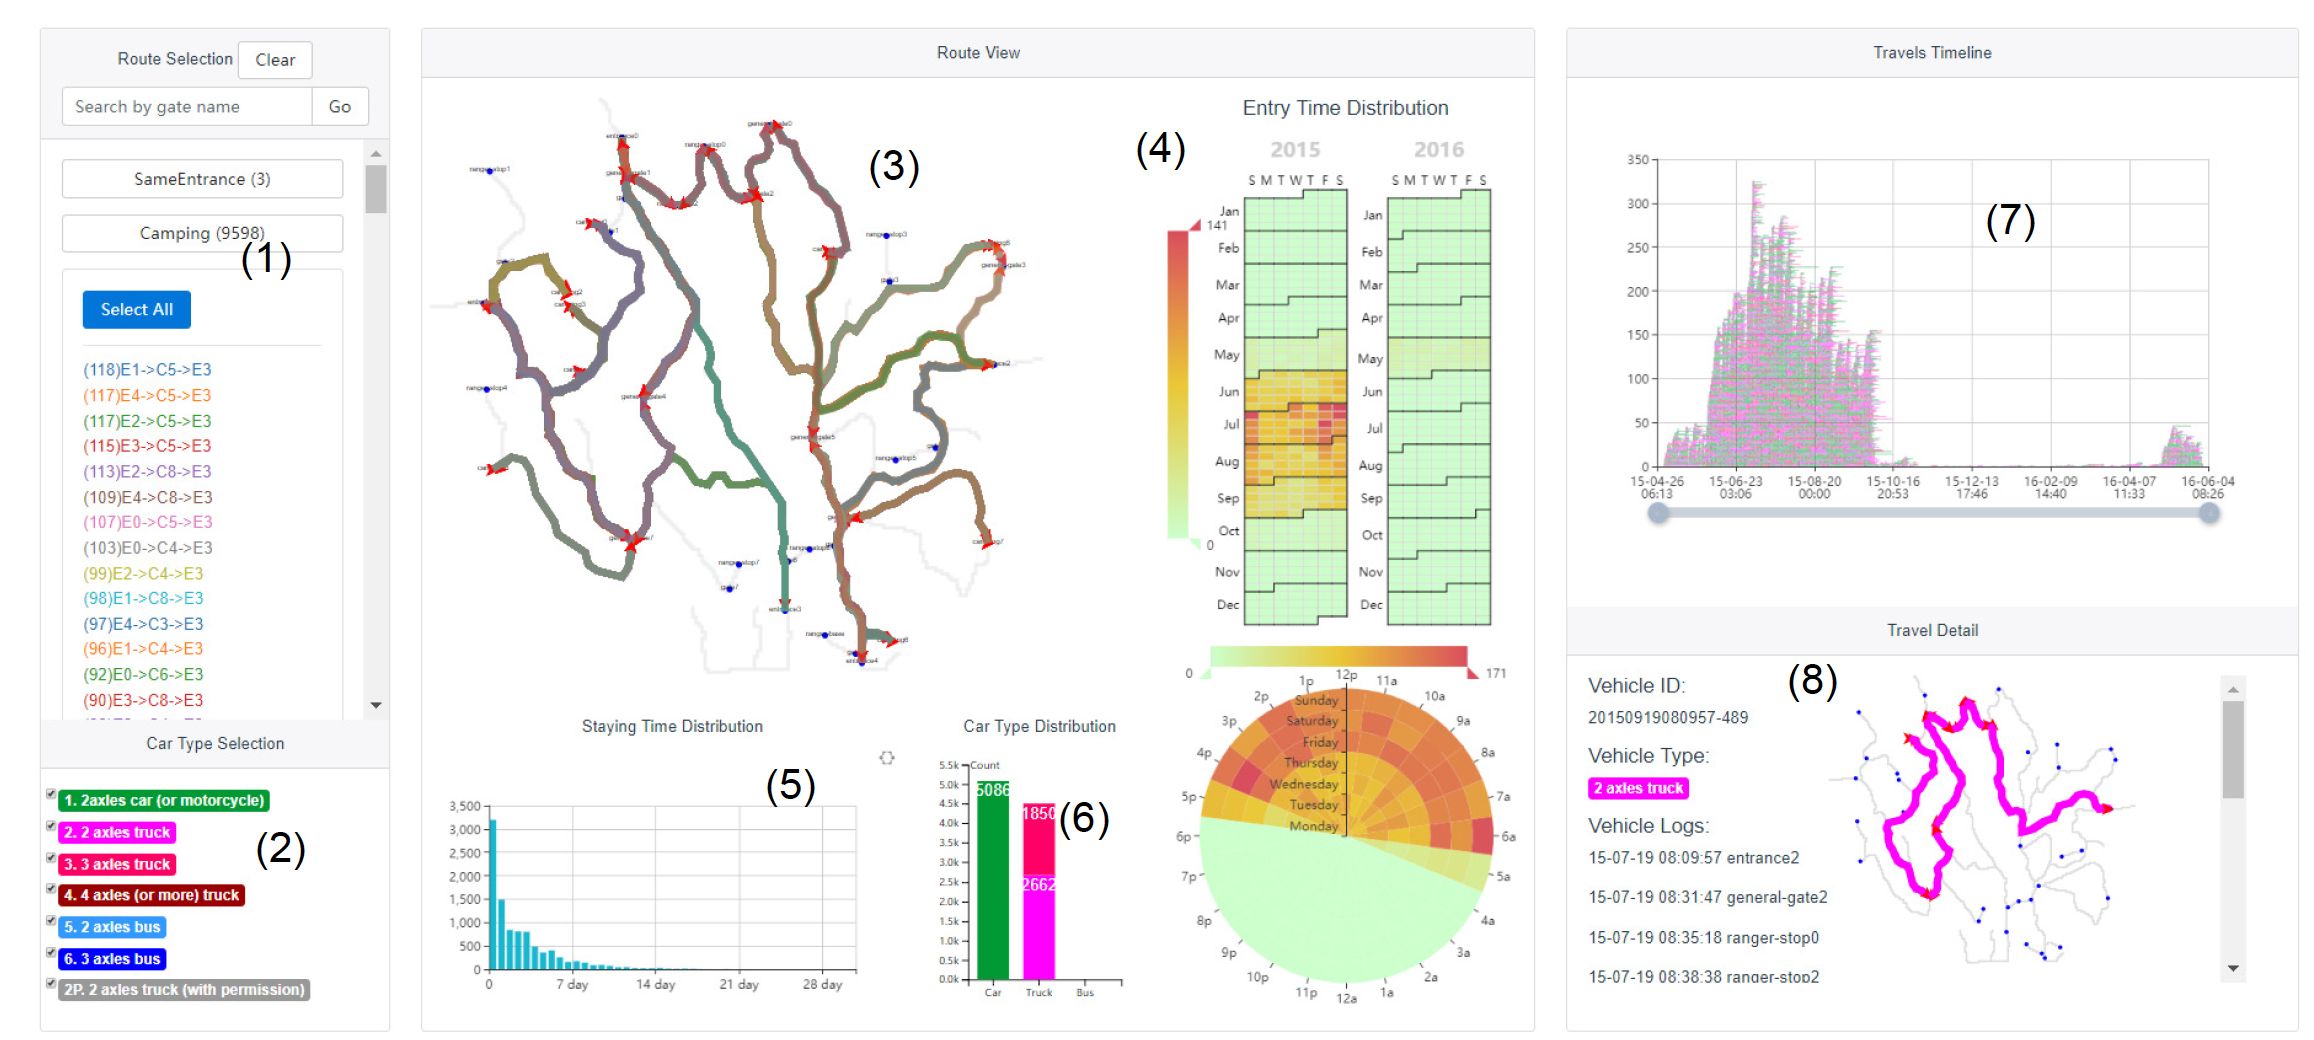 Route Selection Clear
Search by gate name Go
SameEntrance (3)
Camping (9598)
(1)
Select All
(118)E1->C5->E3
(117)E4->C5->E3
(117)E2->C5->E3
(115)E3->C5->E3
(113)E2->C8->E3
(109)E4->C8->E3
(107)E0->C5->E3
(103)E0->C4->E3
(99)E2->C4->E3
(98)E1->C8->E3
(97)E4->C3->E3
(96)E1->C4->E3
(92)E0->C6->E3
(90)E3->C8->E3
Car Type Selection
1. 2axles car (or motorcycle)
2. 2 axles truck
3. 3 axles truck
(2)
4. 4 axles (or more) truck
5. 2 axles bus
6. 3 axles bus
2P. 2 axles truck (with permission)
Route View
(3)
ranger-stop1
ranger-stop3
ranger-stop4
ranger-stop5
ranger-stop7
ranger-base
Entry Time Distribution
(4)
2015 2016
S M T W T F S S M T W T F S
141
0
Jan Jan
Feb Feb
Mar Mar
Apr Apr
May May
Jun Jun
Jul Jul
Aug Aug
Sep Sep
Oct Oct
Nov Nov
Dec Dec
0 171
12p 11a 10a 9a 8a 7a 6a 5a 4a 3a 2a 1a 12a 11p 10p 9p 8p 7p 6p 5p 4p 3p 2p 1p
Sunday
Saturday
Friday
Thursday
Wednesday
Tuesday
Monday
Staying Time Distribution
(5)
3,500
3,000
2,500
2,000
1,500
1,000
500
0
0 7 day 14 day 21 day 28 day
Car Type Distribution
(6)
Count
5.5k
5.0k
4.5k
4.0k
3.5k
3.0k
2.5k
2.0k
1.5k
1.0k
0.5k
0.0k
5086
1850
2662
Car Truck Bus
Travels Timeline
(7)
350
300
250
200
150
100
50
0
15-04-26 15-06-23 15-08-20 15-10-16 15-12-13 16-02-09 16-04-07 16-06-04
06:13 03:06 00:00 20:53 17:46 14:40 11:33 08:26
Travel Detail
(8)
Vehicle ID:
20150919080957-489
Vehicle Type:
2 axles truck
Vehicle Logs:
15-07-19 08:09:57 entrance2
15-07-19 08:31:47 general-gate2
15-07-19 08:35:18 ranger-stop0
15-07-19 08:38:38 ranger-stop2